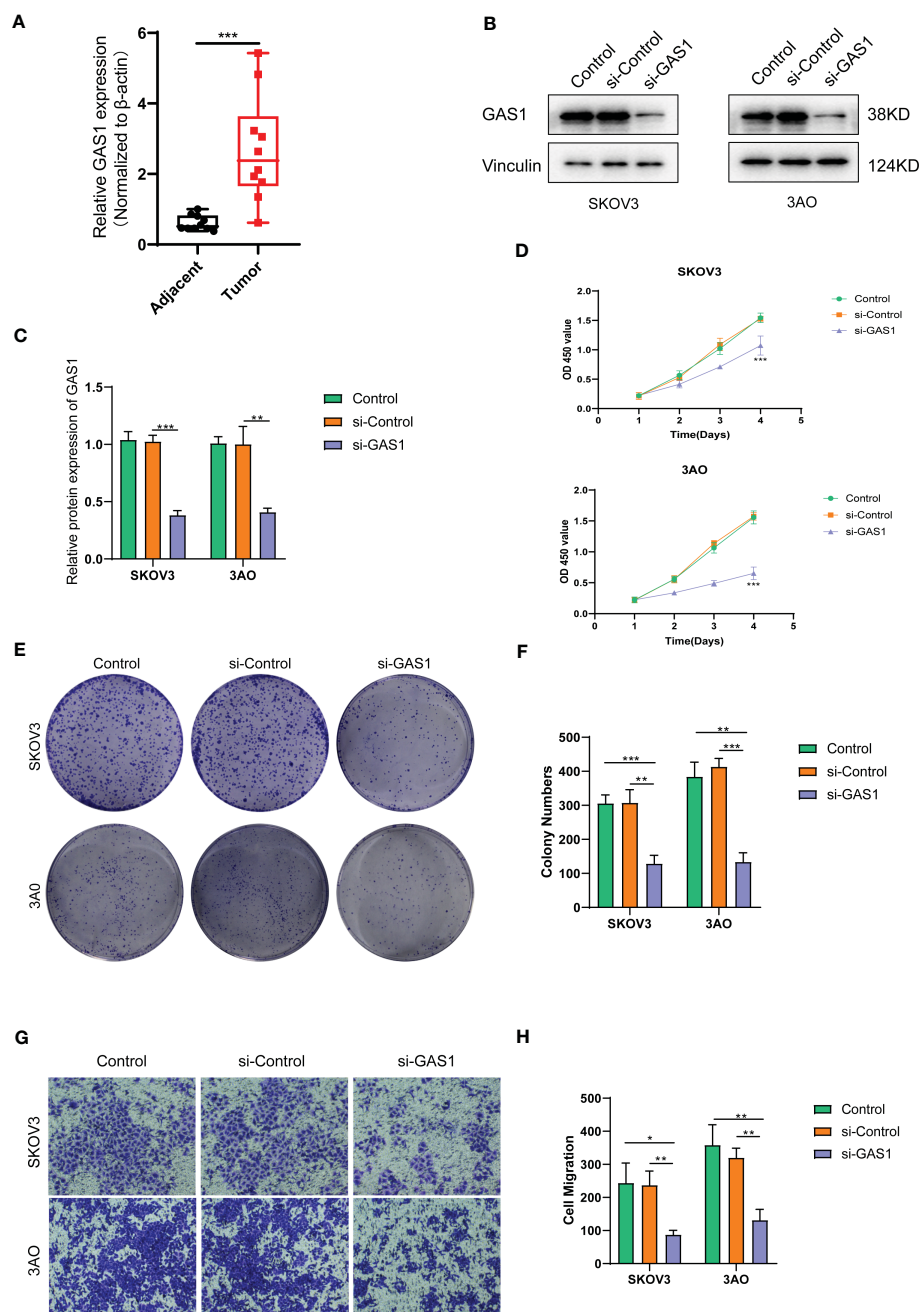 A
Relative GAS1 expression
（Normalized to β-actin）
6
4
2
0
***
Adjacent
Tumor
B
Control
si-Control
si-GAS1
Control
si-Control
si-GAS1
GAS1
38KD
Vinculin
124KD
SKOV3
3AO
C
Relative protein expression of GAS1
1.5
1.0
0.5
0.0
***
**
SKOV3
3AO
Control
si-Control
si-GAS1
D
SKOV3
OD 450 value
2.0
1.5
1.0
0.5
0.0
***
0 1 2 3 4 5
Time(Days)
Control
si-Control
si-GAS1
3AO
OD 450 value
2.0
1.5
1.0
0.5
0.0
***
0 1 2 3 4 5
Time(Days)
Control
si-Control
si-GAS1
E
Control
si-Control
si-GAS1
SKOV3
3A0
F
Colony Numbers
500
400
300
200
100
0
***
**
**
***
SKOV3
3AO
Control
si-Control
si-GAS1
G
Control
si-Control
si-GAS1
SKOV3
3AO
H
Cell Migration
500
400
300
200
100
0
*
**
**
**
SKOV3
3AO
Control
si-Control
si-GAS1